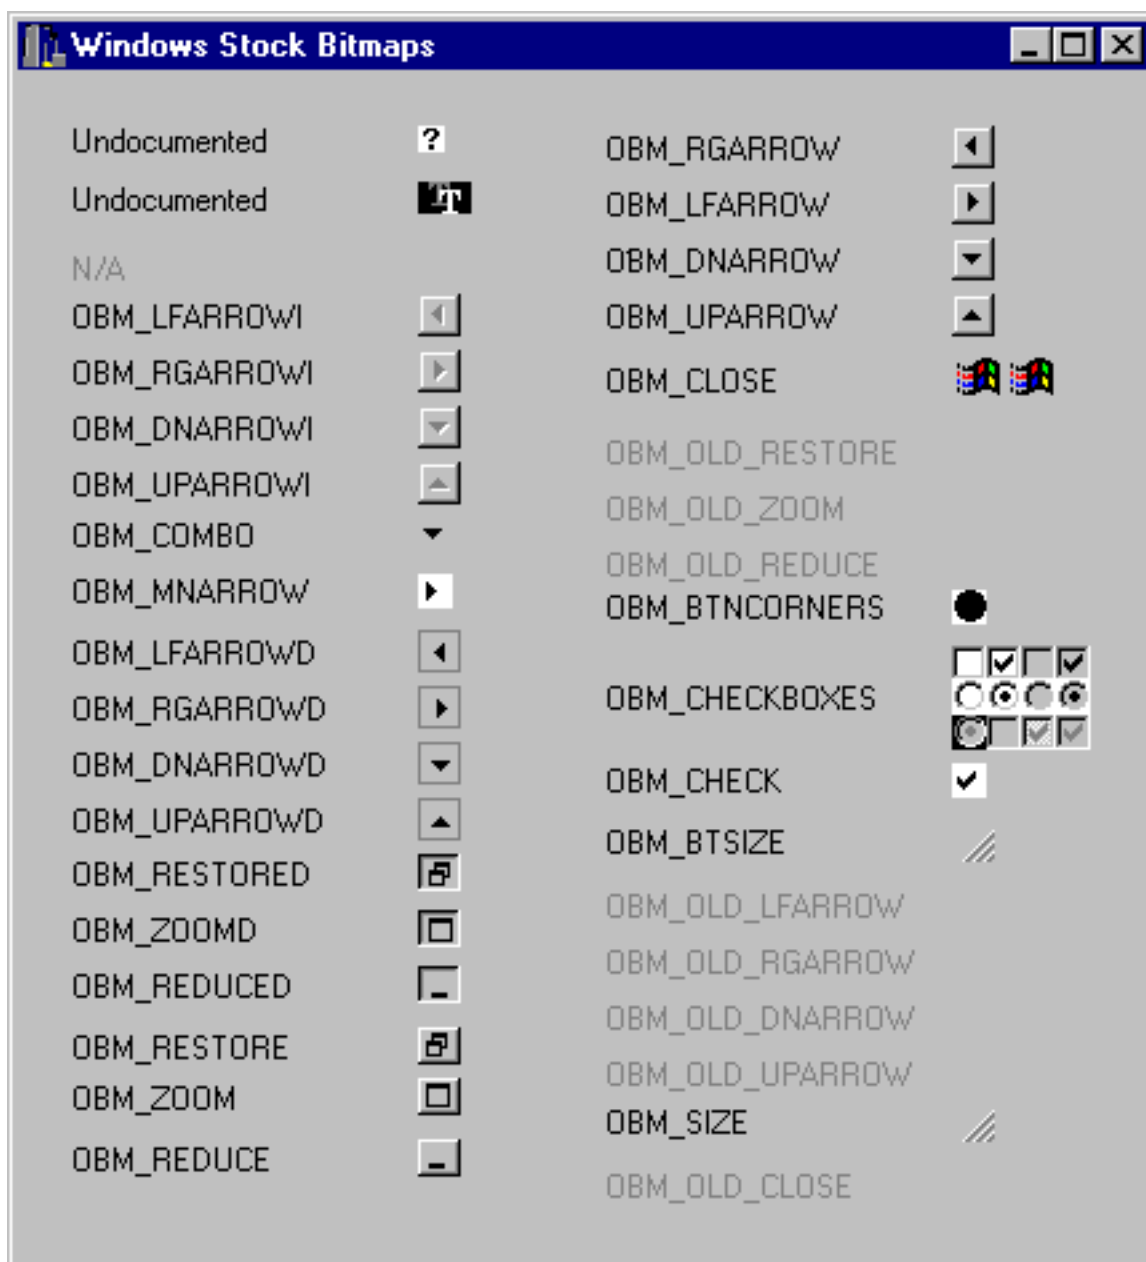 Windows Stock Bitmaps
Undocumented ?
Undocumented
N/A
OBM_LFARROWI
OBM_RGARROWI
OBM_DNARROWI
OBM_UPARROWI
OBM_COMBO
OBM_MNARROW
OBM_LFARROWD
OBM_RGARROWD
OBM_DNARROWD
OBM_UPARROWD
OBM_RESTORED
OBM_ZOOMD
OBM_REDUCED
OBM_RESTORE
OBM_ZOOM
OBM_REDUCE
OBM_RGARROW
OBM_LFARROW
OBM_DNARROW
OBM_UPARROW
OBM_CLOSE
OBM_OLD_RESTORE
OBM_OLD_ZOOM
OBM_OLD_REDUCE
OBM_BTNCORNERS
OBM_CHECKBOXES
OBM_CHECK
OBM_BTSIZE
OBM_OLD_LFARROW
OBM_OLD_RGARROW
OBM_OLD_DNARROW
OBM_OLD_UPARROW
OBM_SIZE
OBM_OLD_CLOSE